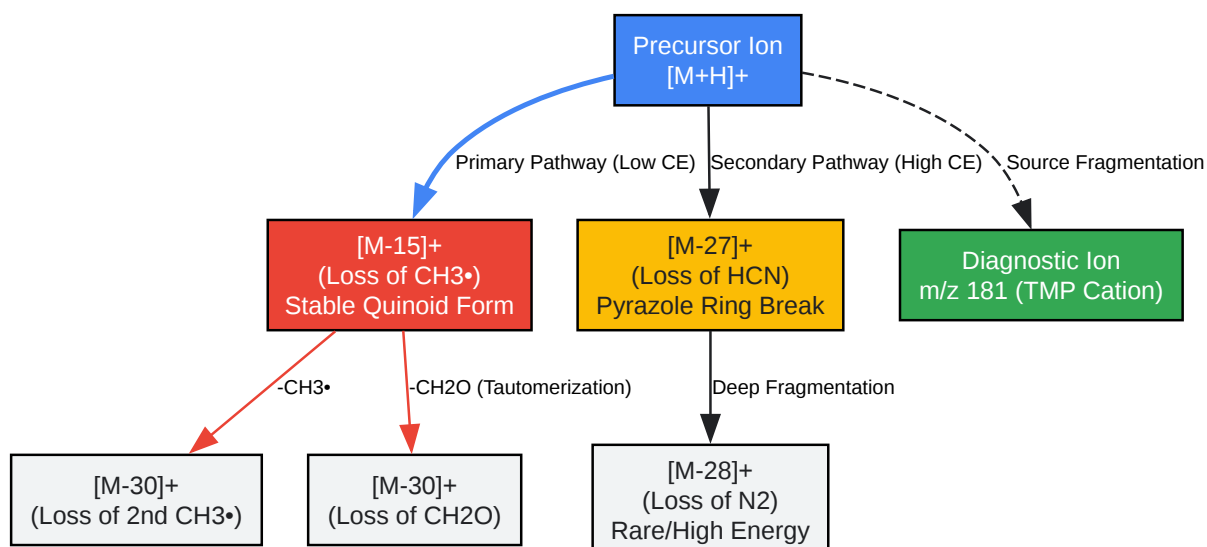 Precursor Ion
[M+H]+
Primary Pathway (Low CE)
Secondary Pathway (High CE)
Source Fragmentation
[M-15]+
(Loss of CH3•)
Stable Quinoid Form
[M-27]+
(Loss of HCN)
Pyrazole Ring Break
Diagnostic Ion
m/z 181 (TMP Cation)
-CH3•
-CH2O (Tautomerization)
Deep Fragmentation
[M-30]+
(Loss of 2nd CH3•)
[M-30]+
(Loss of CH2O)
[M-28]+
(Loss of N2)
Rare/High Energy